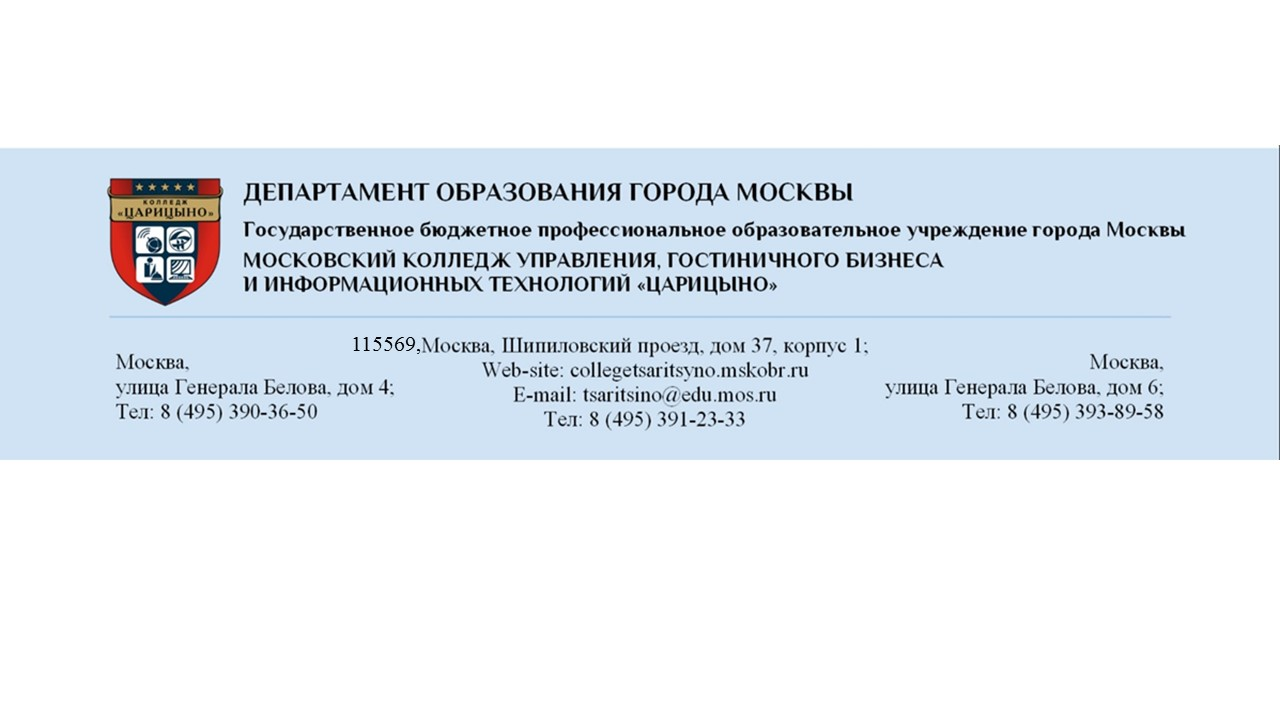 КОЛЛЕДЖ
«ЦАРИЦЫНО»
ДЕПАРТАМЕНТ ОБРАЗОВАНИЯ ГОРОДА МОСКВЫ
Государственное бюджетное профессиональное образовательное учреждение города Москвы
МОСКОВСКИЙ КОЛЛЕДЖ УПРАВЛЕНИЯ, ГОСТИНИЧНОГО БИЗНЕСА
И ИНФОРМАЦИОННЫХ ТЕХНОЛОГИЙ «ЦАРИЦЫНО»
Москва,
улица Генерала Белова, дом 4;
Тел: 8 (495) 390-36-50
115569,Москва, Шипиловский проезд, дом 37, корпус 1;
Web-site: collegetsaritsyno.mskobr.ru
E-mail: tsaritsino@edu.mos.ru
Тел: 8 (495) 391-23-33
Москва,
улица Генерала Белова, дом 6;
Тел: 8 (495) 393-89-58